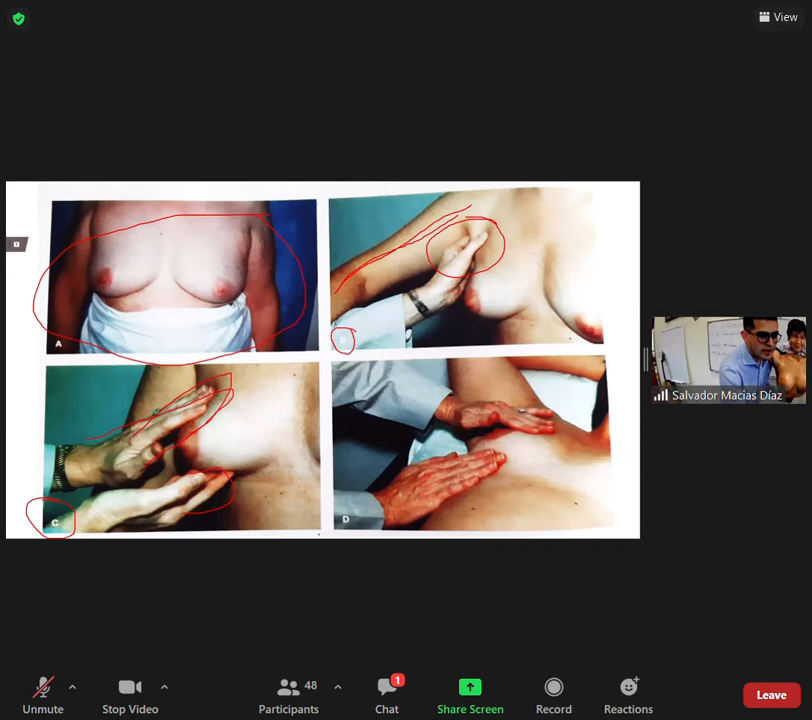 View
A
B
C
D
Salvador Macias Díaz
Unmute
Stop Video
48
Participants
1
Chat
Share Screen
Record
Reactions
Leave